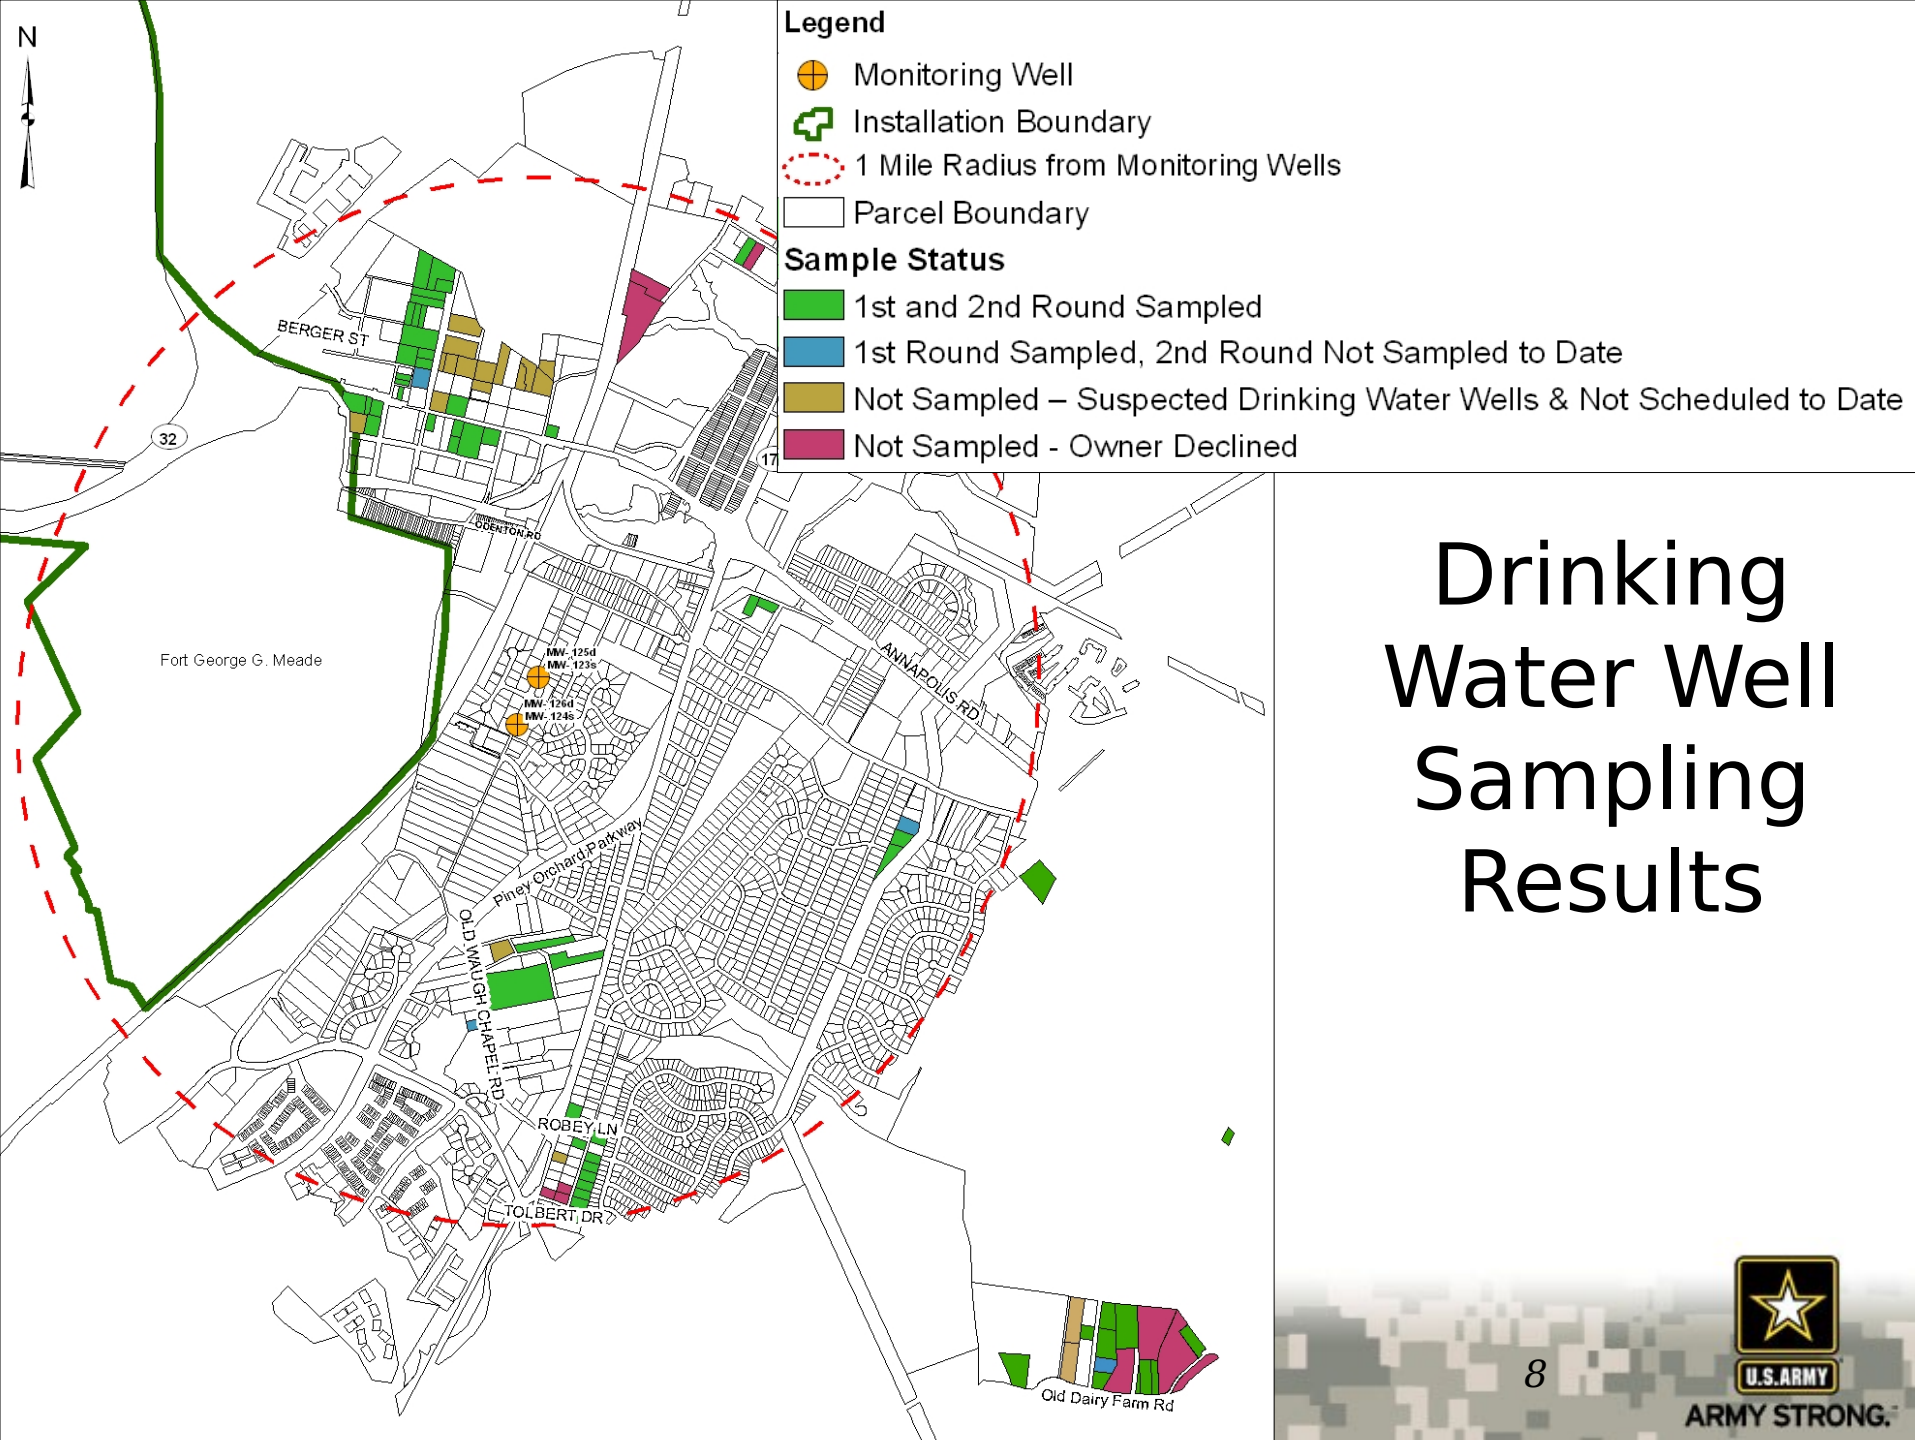 N
Legend
Monitoring Well
Installation Boundary
1 Mile Radius from Monitoring Wells
Parcel Boundary
Sample Status
1st and 2nd Round Sampled
1st Round Sampled, 2nd Round Not Sampled to Date
Not Sampled – Suspected Drinking Water Wells & Not Scheduled to Date
Not Sampled - Owner Declined
BERGER ST
32
17
ODENTON RD
Fort George G. Meade
MW-125d
MW-123s
MW-126d
MW-124s
ANNAPOLIS RD
Piney Orchard Parkway
OLD WAUGH CHAPEL RD
ROBEY LN
TOLBERT DR
Old Dairy Farm Rd
Drinking
Water Well
Sampling
Results
8
U.S.ARMY
ARMY STRONG.